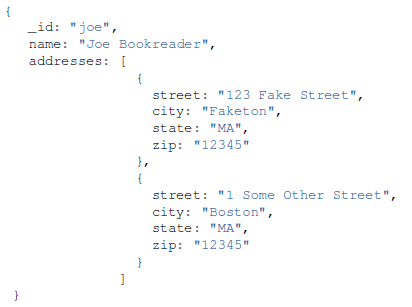 {
_id: "joe",
name: "Joe Bookreader",
addresses: [
{
street: "123 Fake Street",
city: "Faketon",
state: "MA",
zip: "12345"
},
{
street: "1 Some Other Street",
city: "Boston",
state: "MA",
zip: "12345"
}
]
}